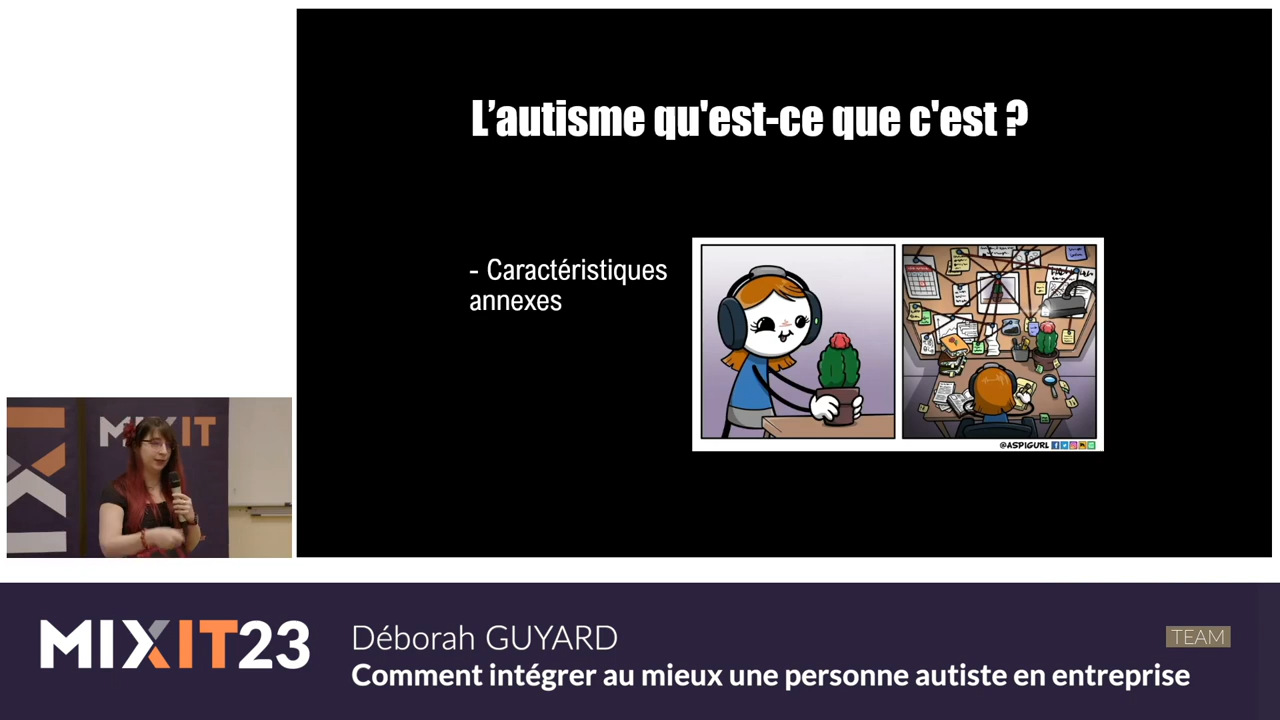 L’autisme qu'est-ce que c'est ?
- Caractéristiques
annexes
@ASPIGURL
MIXIT
MIXIT23
Déborah GUYARD
TEAM
Comment intégrer au mieux une personne autiste en entreprise